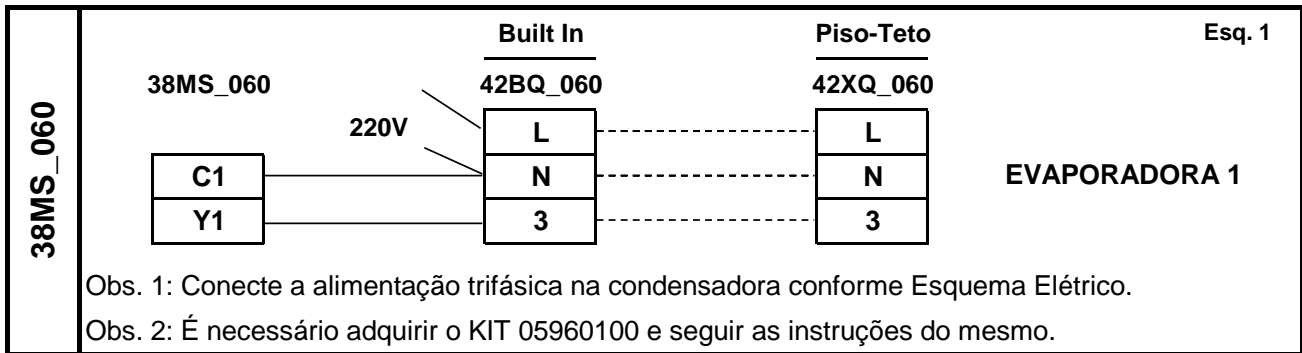 38MS_060
Built In
Piso-Teto
Esq. 1
38MS_060
42BQ_060
42XQ_060
220V
L
L
C1
N
N
EVAPORADORA 1
Y1
3
3
Obs. 1: Conecte a alimentação trifásica na condensadora conforme Esquema Elétrico.
Obs. 2: É necessário adquirir o KIT 05960100 e seguir as instruções do mesmo.